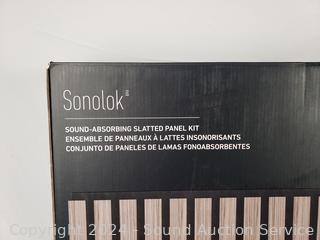 Sonolok
SOUND-ABSORBING SLATTED PANEL KIT
ENSEMBLE DE PANNEAUX À LATTES INSONORISANTS
CONJUNTO DE PANELES DE LAMAS FONOABSORBENTES
Copyright 2024 - Sound Auction Service